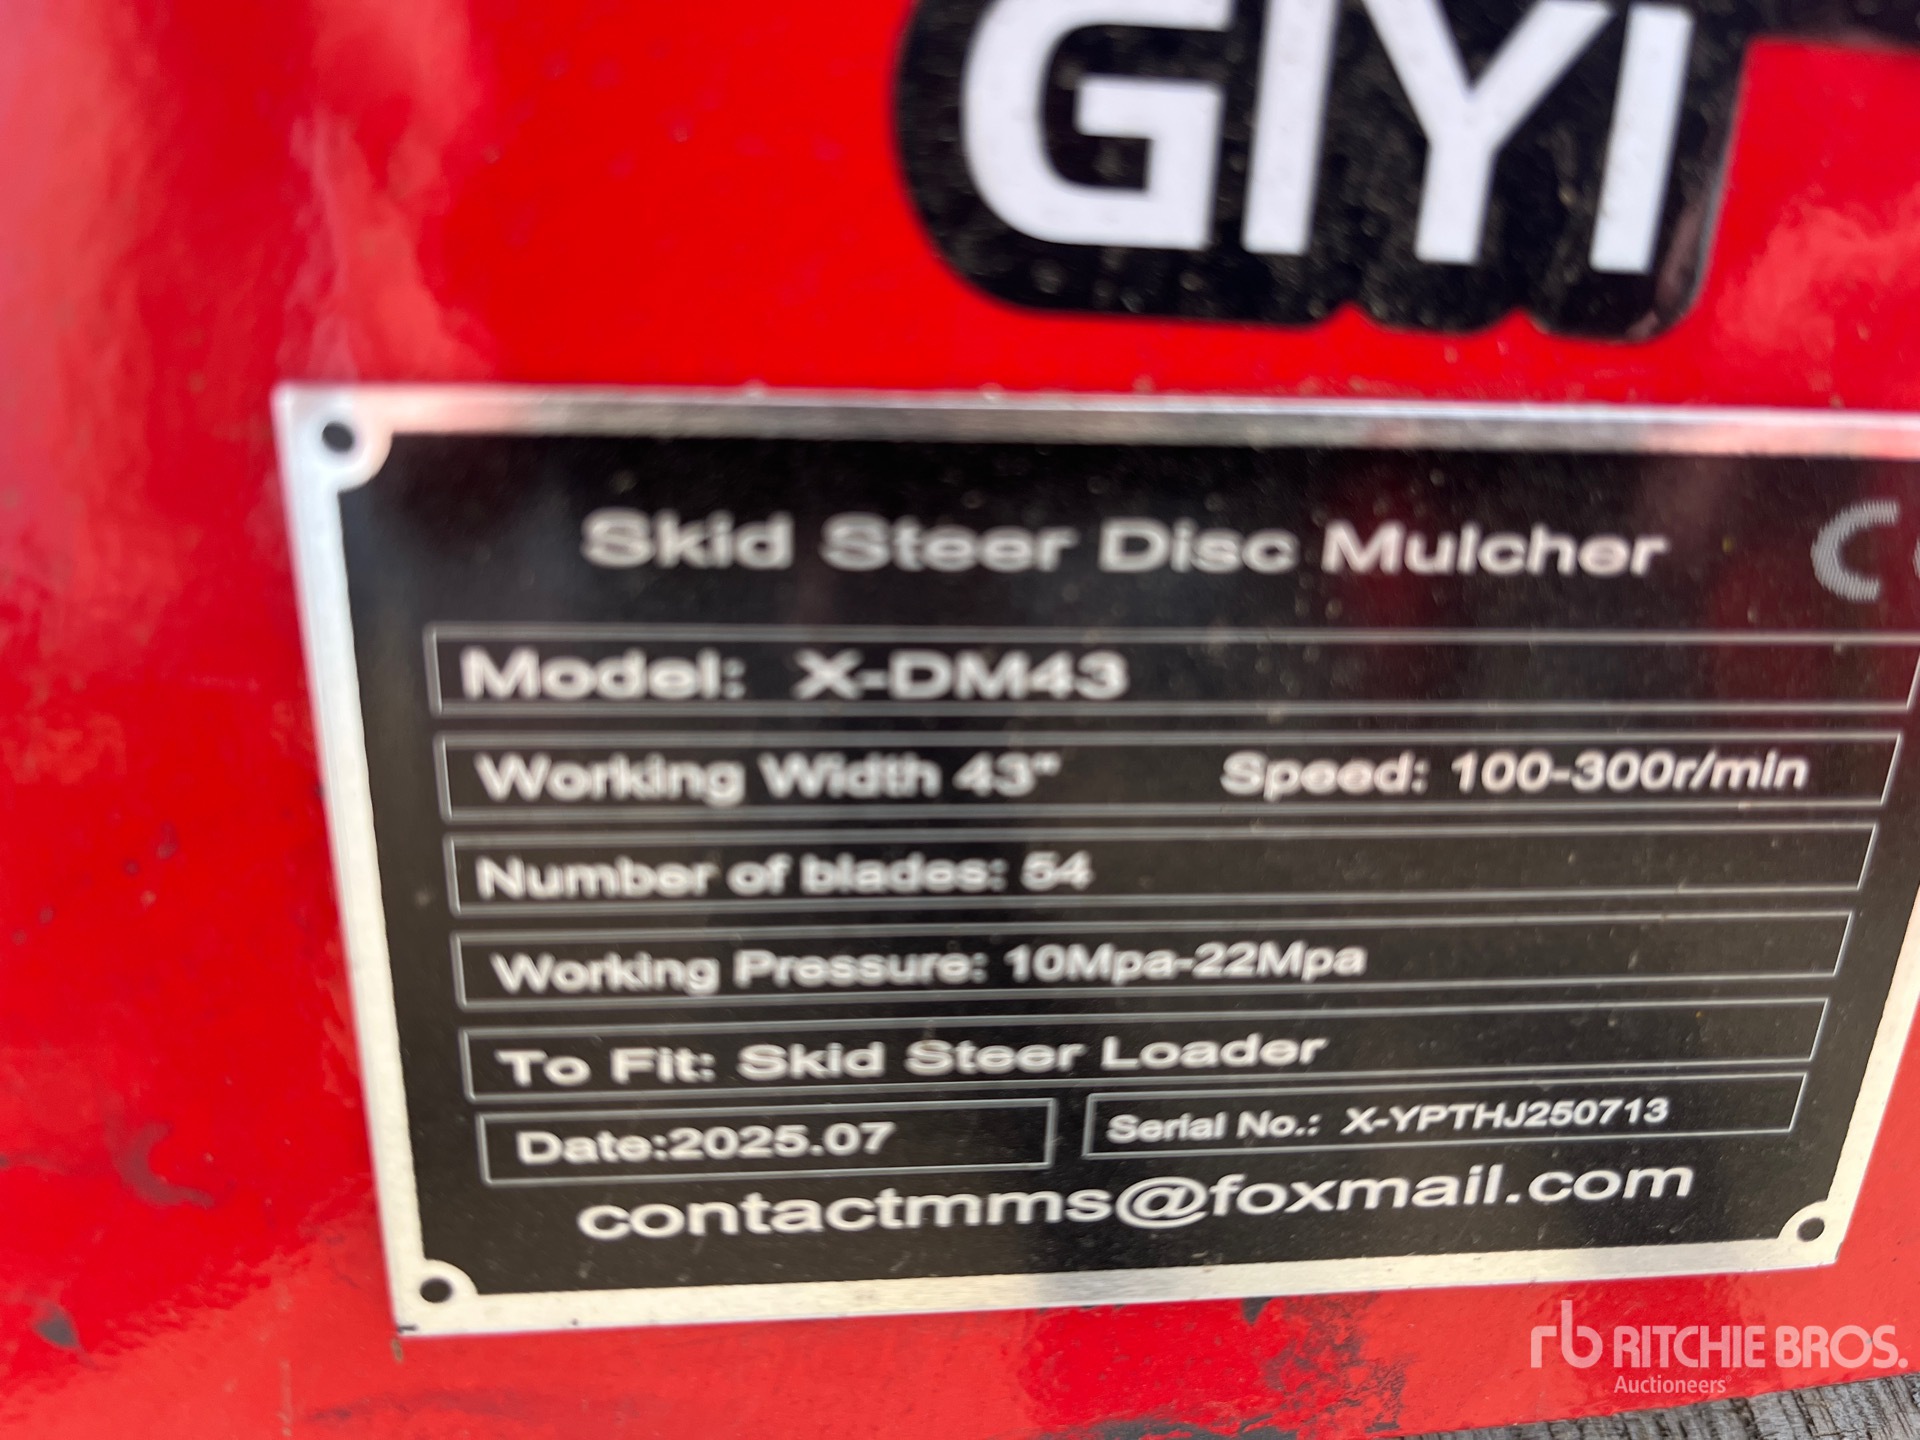 GIYI
Skid Steer Disc Mulcher
Model: X-DM43
Working Width 43" Speed: 100-300r/min
Number of blades: 54
Working Pressure: 10Mpa-22Mpa
To Fit: Skid Steer Loader
Date:2025.07 Serial No.: X-YPTHJ250713
contactmms@foxmail.com
rb RITCHIE BROS.
Auctioneers